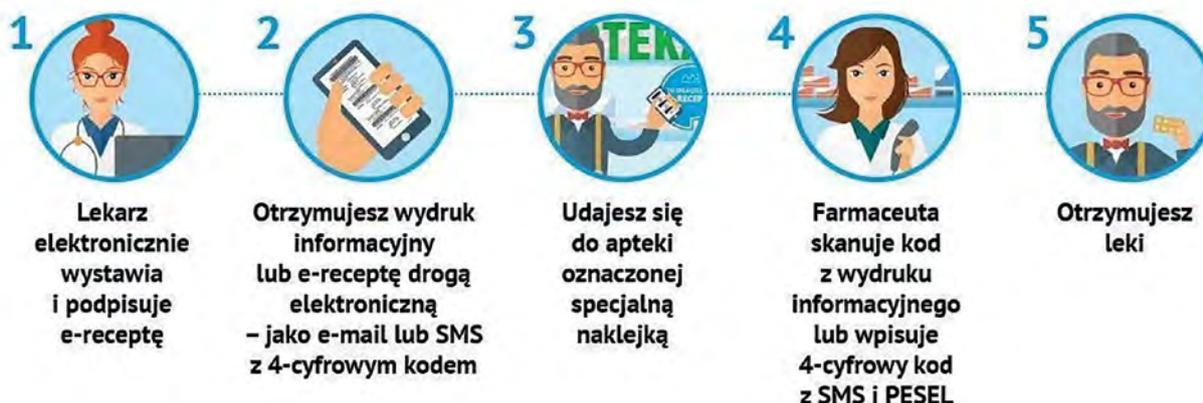 1
Lekarz
elektronicznie
wystawia
i podpisuje
e-receptę
2
Otrzymujesz wydruk
informacyjny
lub e-receptę drogą
elektroniczną
– jako e-mail lub SMS
z 4-cyfrowym kodem
3
PTEKA
RECEP
Udajesz się
do apteki
oznaczonej
specjalną
naklejką
4
Farmaceuta
skanuje kod
z wydruku
informacyjnego
lub wpisuje
4-cyfrowy kod
z SMS i PESEL
5
Otrzymujesz
leki